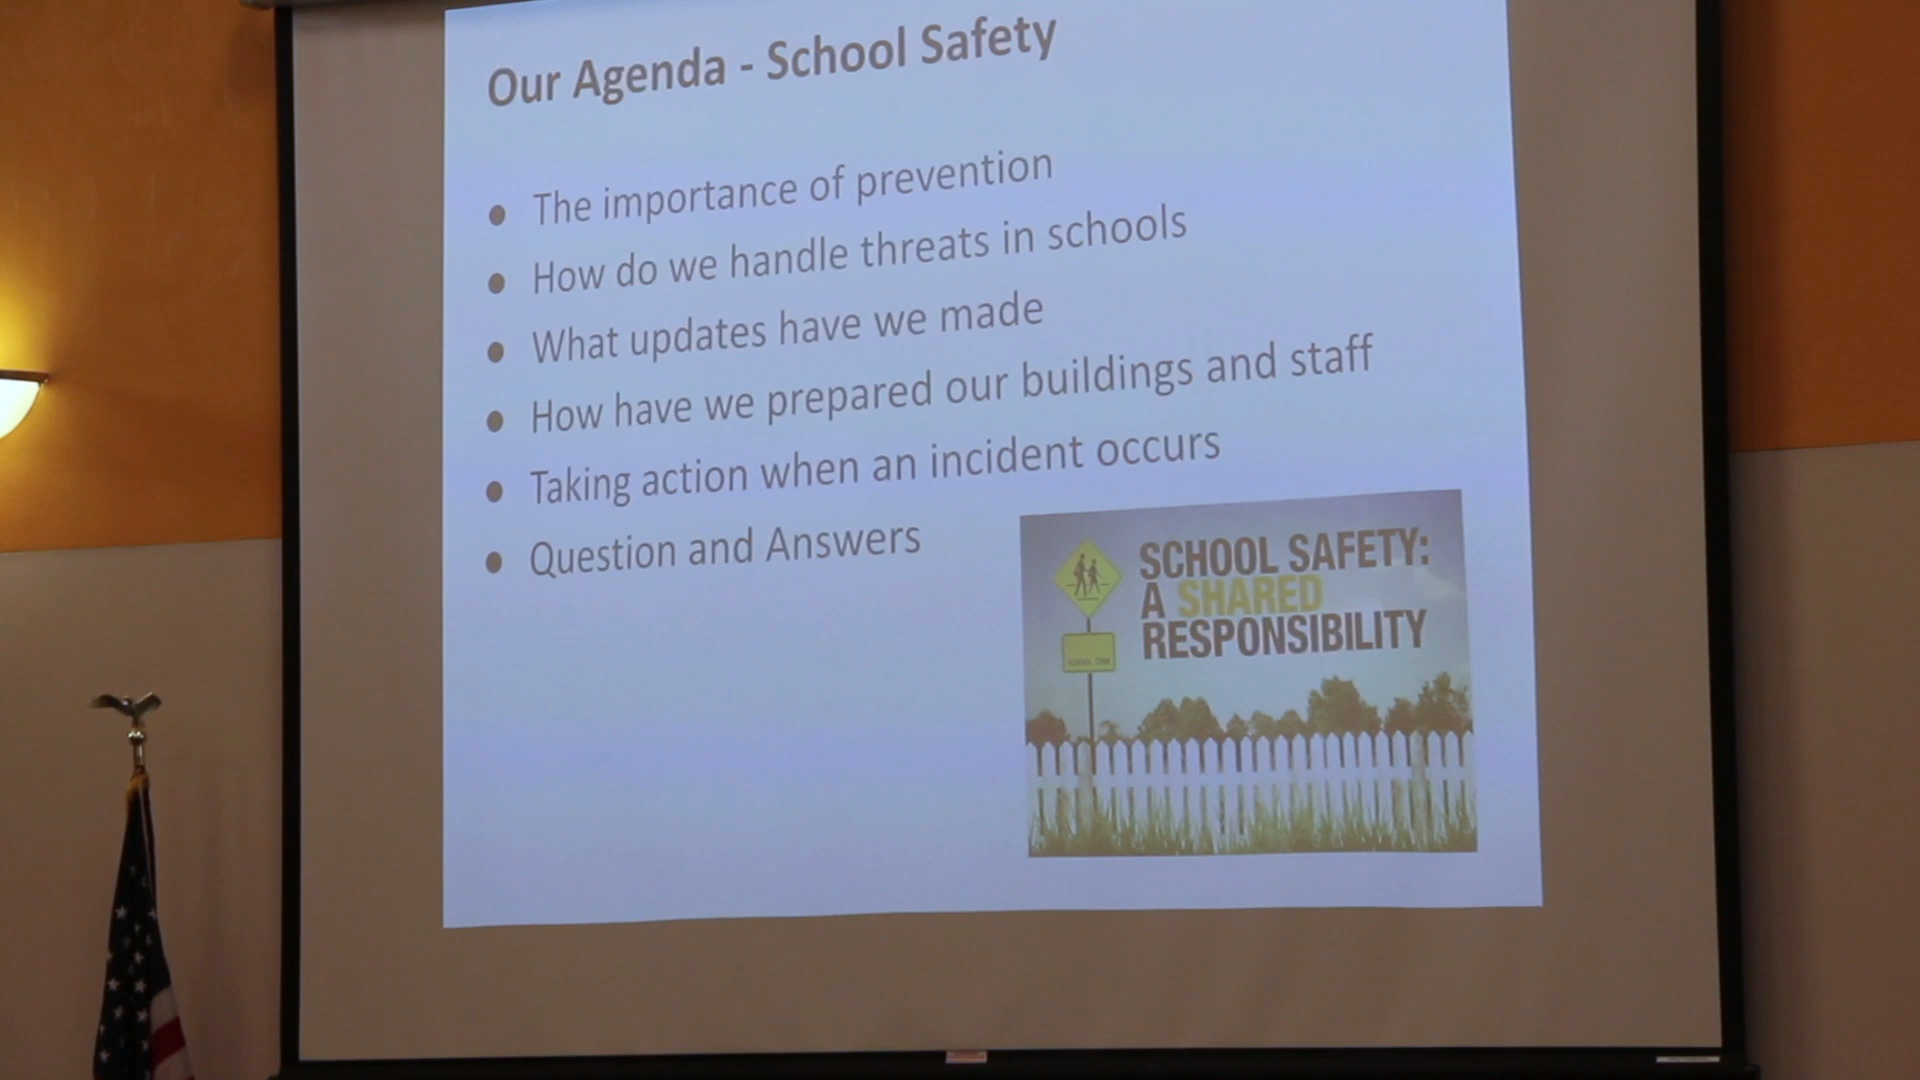 Our Agenda - School Safety
The importance of prevention
How do we handle threats in schools
What updates have we made
How have we prepared our buildings and staff
Taking action when an incident occurs
Question and Answers
SCHOOL SAFETY:
A SHARED
RESPONSIBILITY